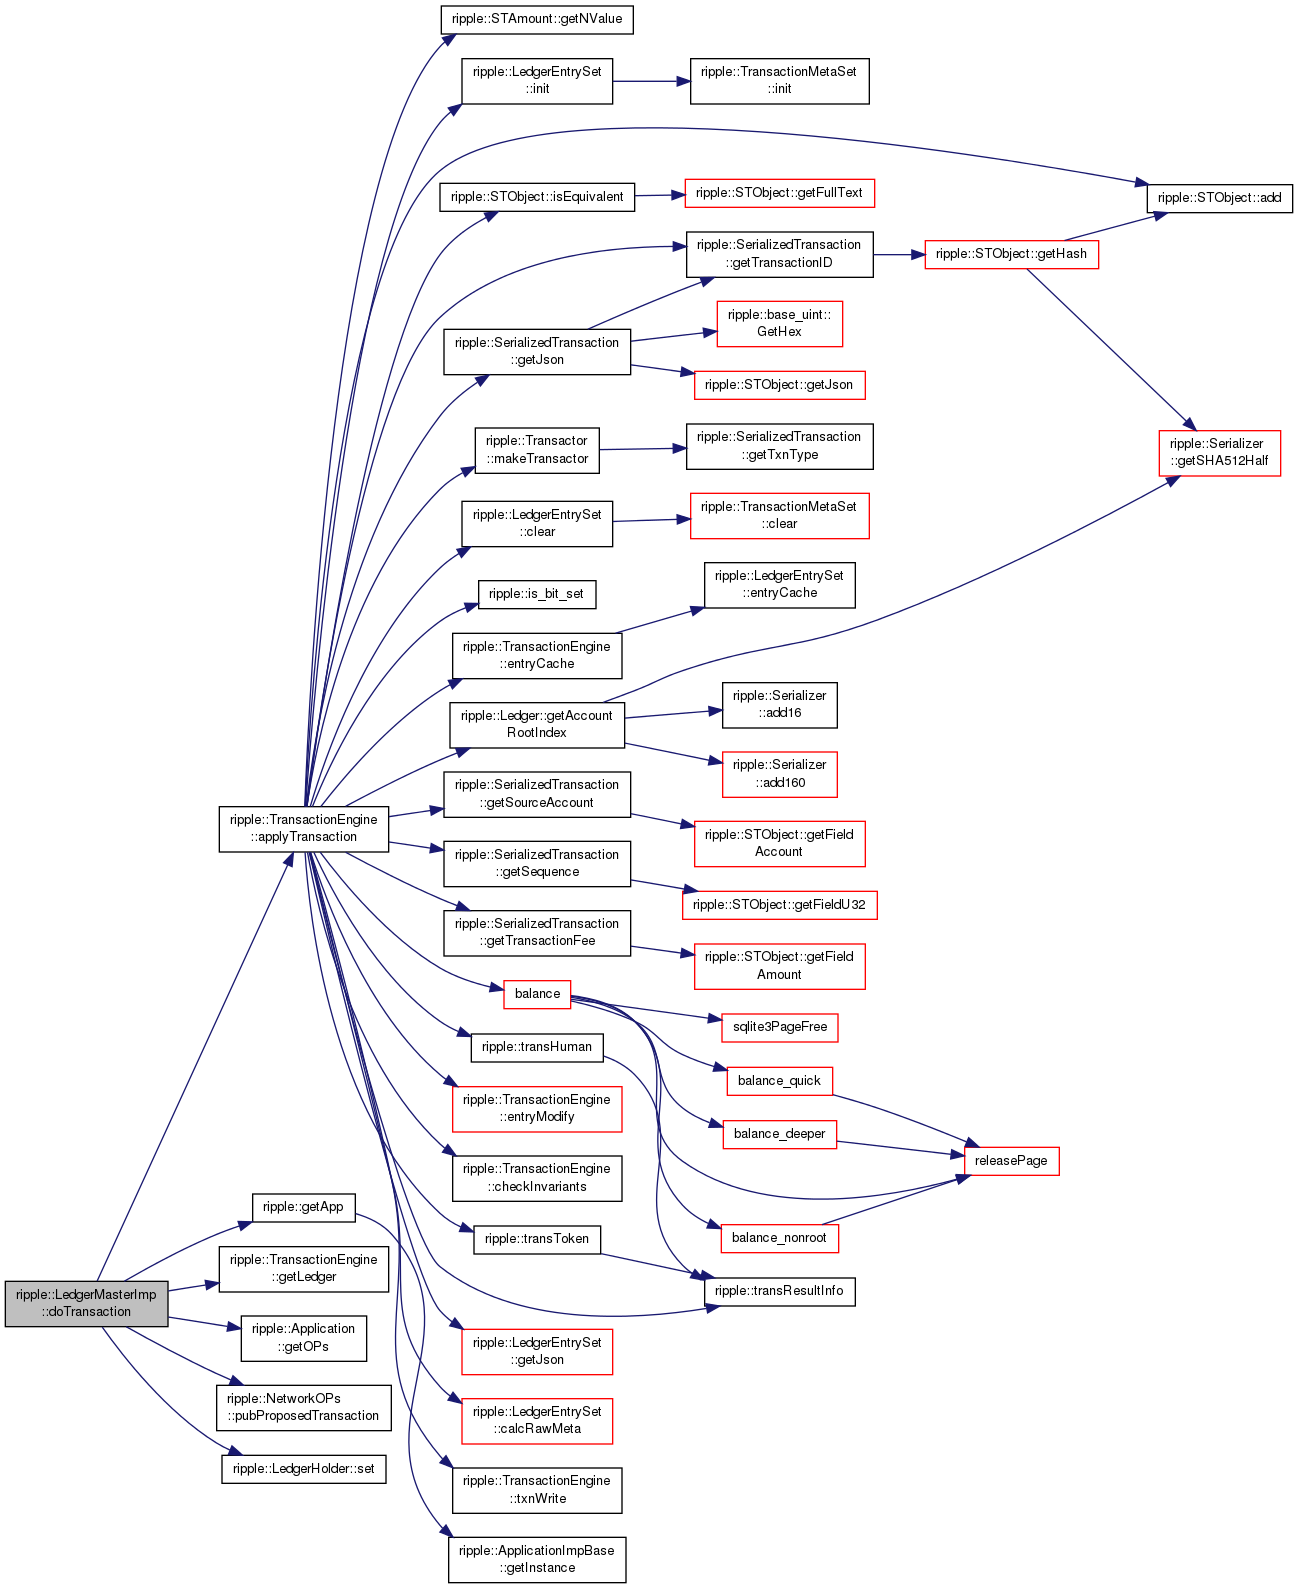 ripple::STAmount::getNValue
ripple::LedgerEntrySet
::init
ripple::TransactionMetaSet
::init
ripple::STObject::isEquivalent
ripple::STObject::getFullText
ripple::STObject::add
ripple::SerializedTransaction
::getTransactionID
ripple::STObject::getHash
ripple::base_uint::
GetHex
ripple::SerializedTransaction
::getJson
ripple::STObject::getJson
ripple::Transactor
::makeTransactor
ripple::SerializedTransaction
::getTxnType
ripple::Serializer
::getSHA512Half
ripple::LedgerEntrySet
::clear
ripple::TransactionMetaSet
::clear
ripple::is_bit_set
ripple::LedgerEntrySet
::entryCache
ripple::TransactionEngine
::entryCache
ripple::Ledger::getAccount
RootIndex
ripple::Serializer
::add16
ripple::Serializer
::add160
ripple::SerializedTransaction
::getSourceAccount
ripple::TransactionEngine
::applyTransaction
ripple::STObject::getField
Account
ripple::SerializedTransaction
::getSequence
ripple::STObject::getFieldU32
ripple::SerializedTransaction
::getTransactionFee
ripple::STObject::getField
Amount
balance
sqlite3PageFree
ripple::transHuman
balance_quick
ripple::TransactionEngine
::entryModify
balance_deeper
releasePage
ripple::TransactionEngine
::checkInvariants
ripple::getApp
ripple::transToken
balance_nonroot
ripple::TransactionEngine
::getLedger
ripple::LedgerMasterImp
::doTransaction
ripple::transResultInfo
ripple::Application
::getOPs
ripple::LedgerEntrySet
::getJson
ripple::NetworkOPs
::pubProposedTransaction
ripple::LedgerEntrySet
::calcRawMeta
ripple::LedgerHolder::set
ripple::TransactionEngine
::txnWrite
ripple::ApplicationImpBase
::getInstance